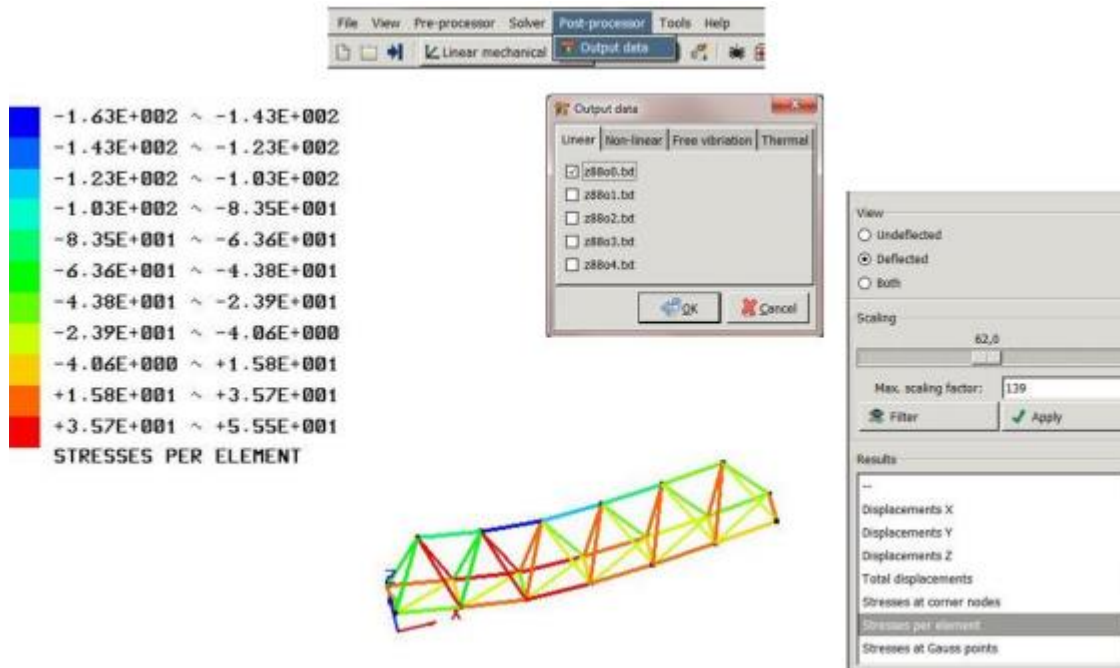 File View Pre-processor Solver Post-processor Tools Help
Linear mechanical
Output data
-1.63E+002 ~ -1.43E+002
-1.43E+002 ~ -1.23E+002
-1.23E+002 ~ -1.03E+002
-1.03E+002 ~ -8.35E+001
-8.35E+001 ~ -6.36E+001
-6.36E+001 ~ -4.38E+001
-4.38E+001 ~ -2.39E+001
-2.39E+001 ~ -4.06E+000
-4.06E+000 ~ +1.58E+001
+1.58E+001 ~ +3.57E+001
+3.57E+001 ~ +5.55E+001
STRESSES PER ELEMENT
Output data
Linear Non-linear Free vibriation Thermal
z88o0.txt
z88o1.txt
z88o2.txt
z88o3.txt
z88o4.txt
OK Cancel
View
Undeflected
Deflected
Both
Scaling
62,0
Max. scaling factor: 139
Filter Apply
Results
--
Displacements X
Displacements Y
Displacements Z
Total displacements
Stresses at corner nodes
Stresses per element
Stresses at Gauss points
Z
X